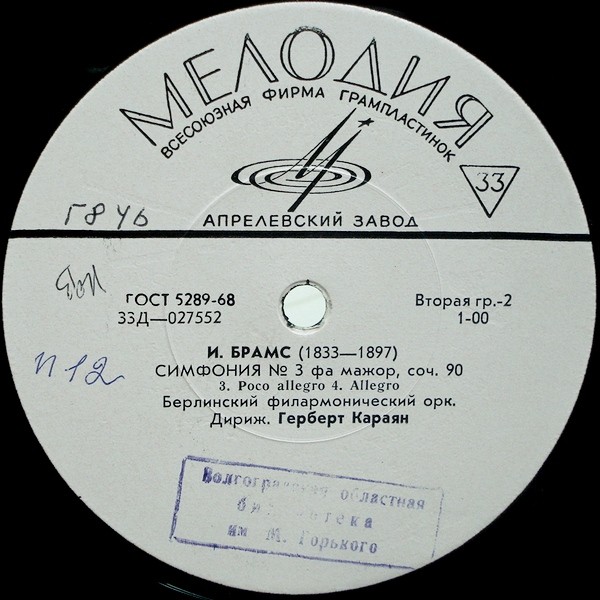 МЕЛОДИЯ
ВСЕСОЮЗНАЯ ФИРМА ГРАМПЛАСТИНОК
33
АПРЕЛЕВСКИЙ ЗАВОД
ГОСТ 5289-68
33Д—027552
Вторая гр.-2
1-00
И. БРАМС (1833—1897)
СИМФОНИЯ № 3 фа мажор, соч. 90
3. Poco allegro 4. Allegro
Берлинский филармонический орк.
Дириж. Герберт Караян
П 12
Волгоградская областная
библиотека
им М. Горького